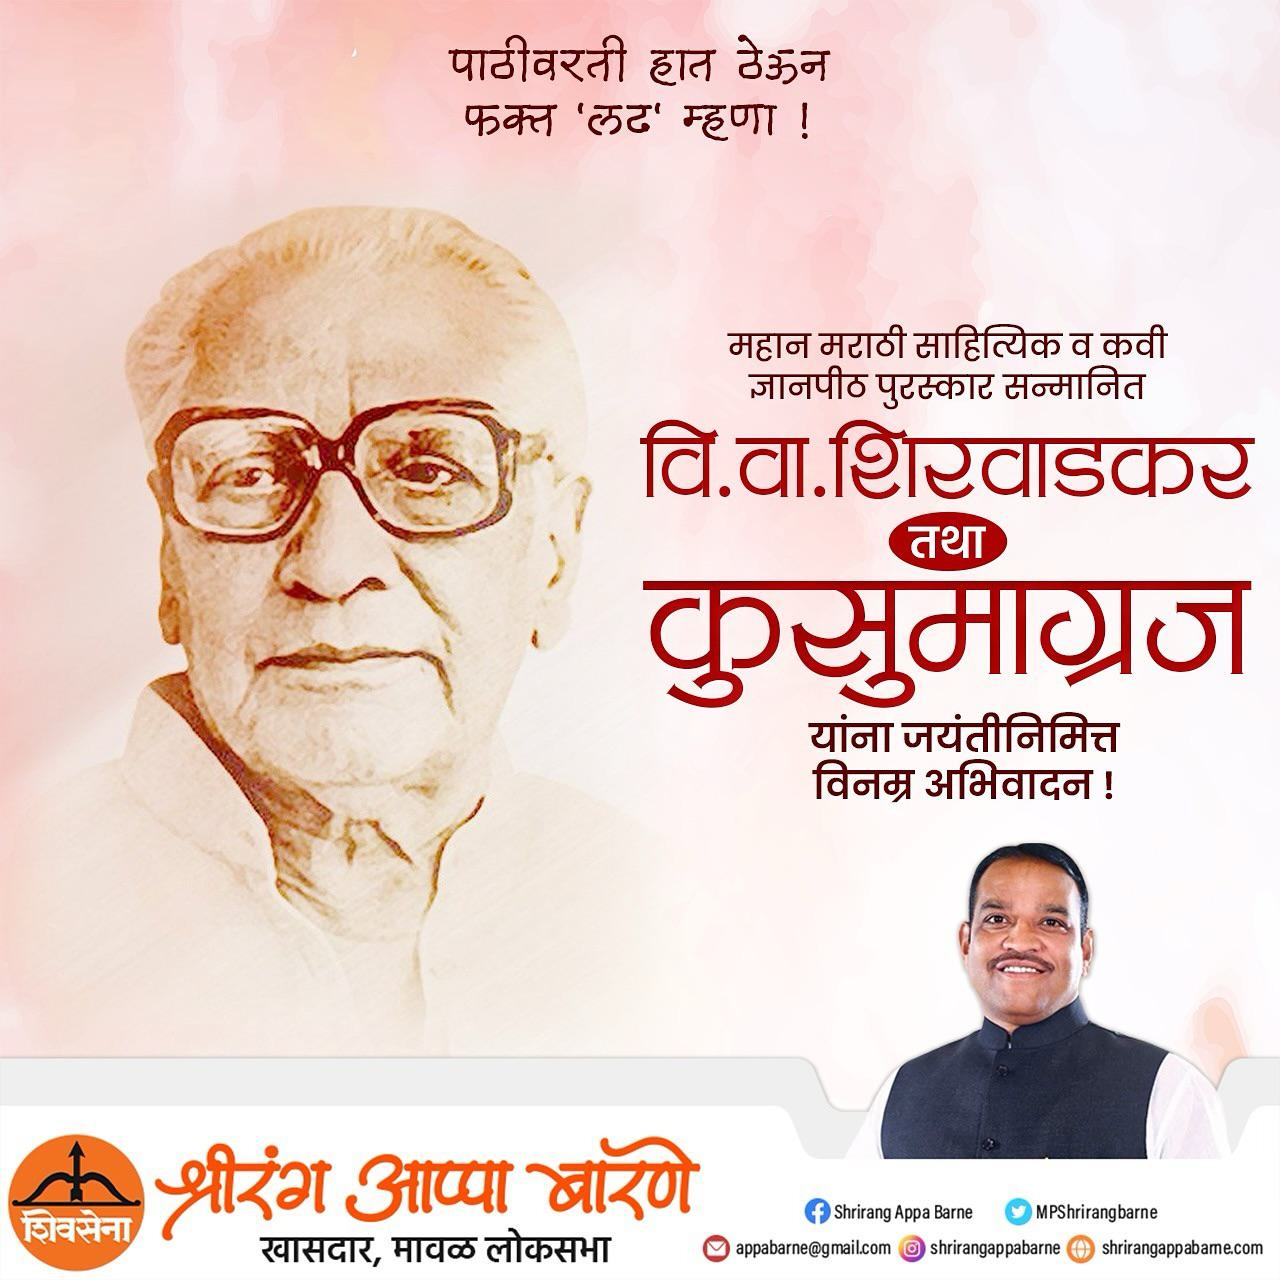 पाठीवरती हात ठेऊन
फक्त ‘लढ‘ म्हणा !
महान मराठी साहित्यिक व कवी
ज्ञानपीठ पुरस्कार सन्मानित
वि.वा.शिरवाडकर
तथा
कुसुमाग्रज
यांना जयंतीनिमित्त
विनम्र अभिवादन !
शिवसेना
श्रीरंग आप्पा बारणे
खासदार, मावळ लोकसभा
Shrirang Appa Barne
MPShrirangbarne
appabarne@gmail.com
shrirangappabarne
shrirangappabarne.com